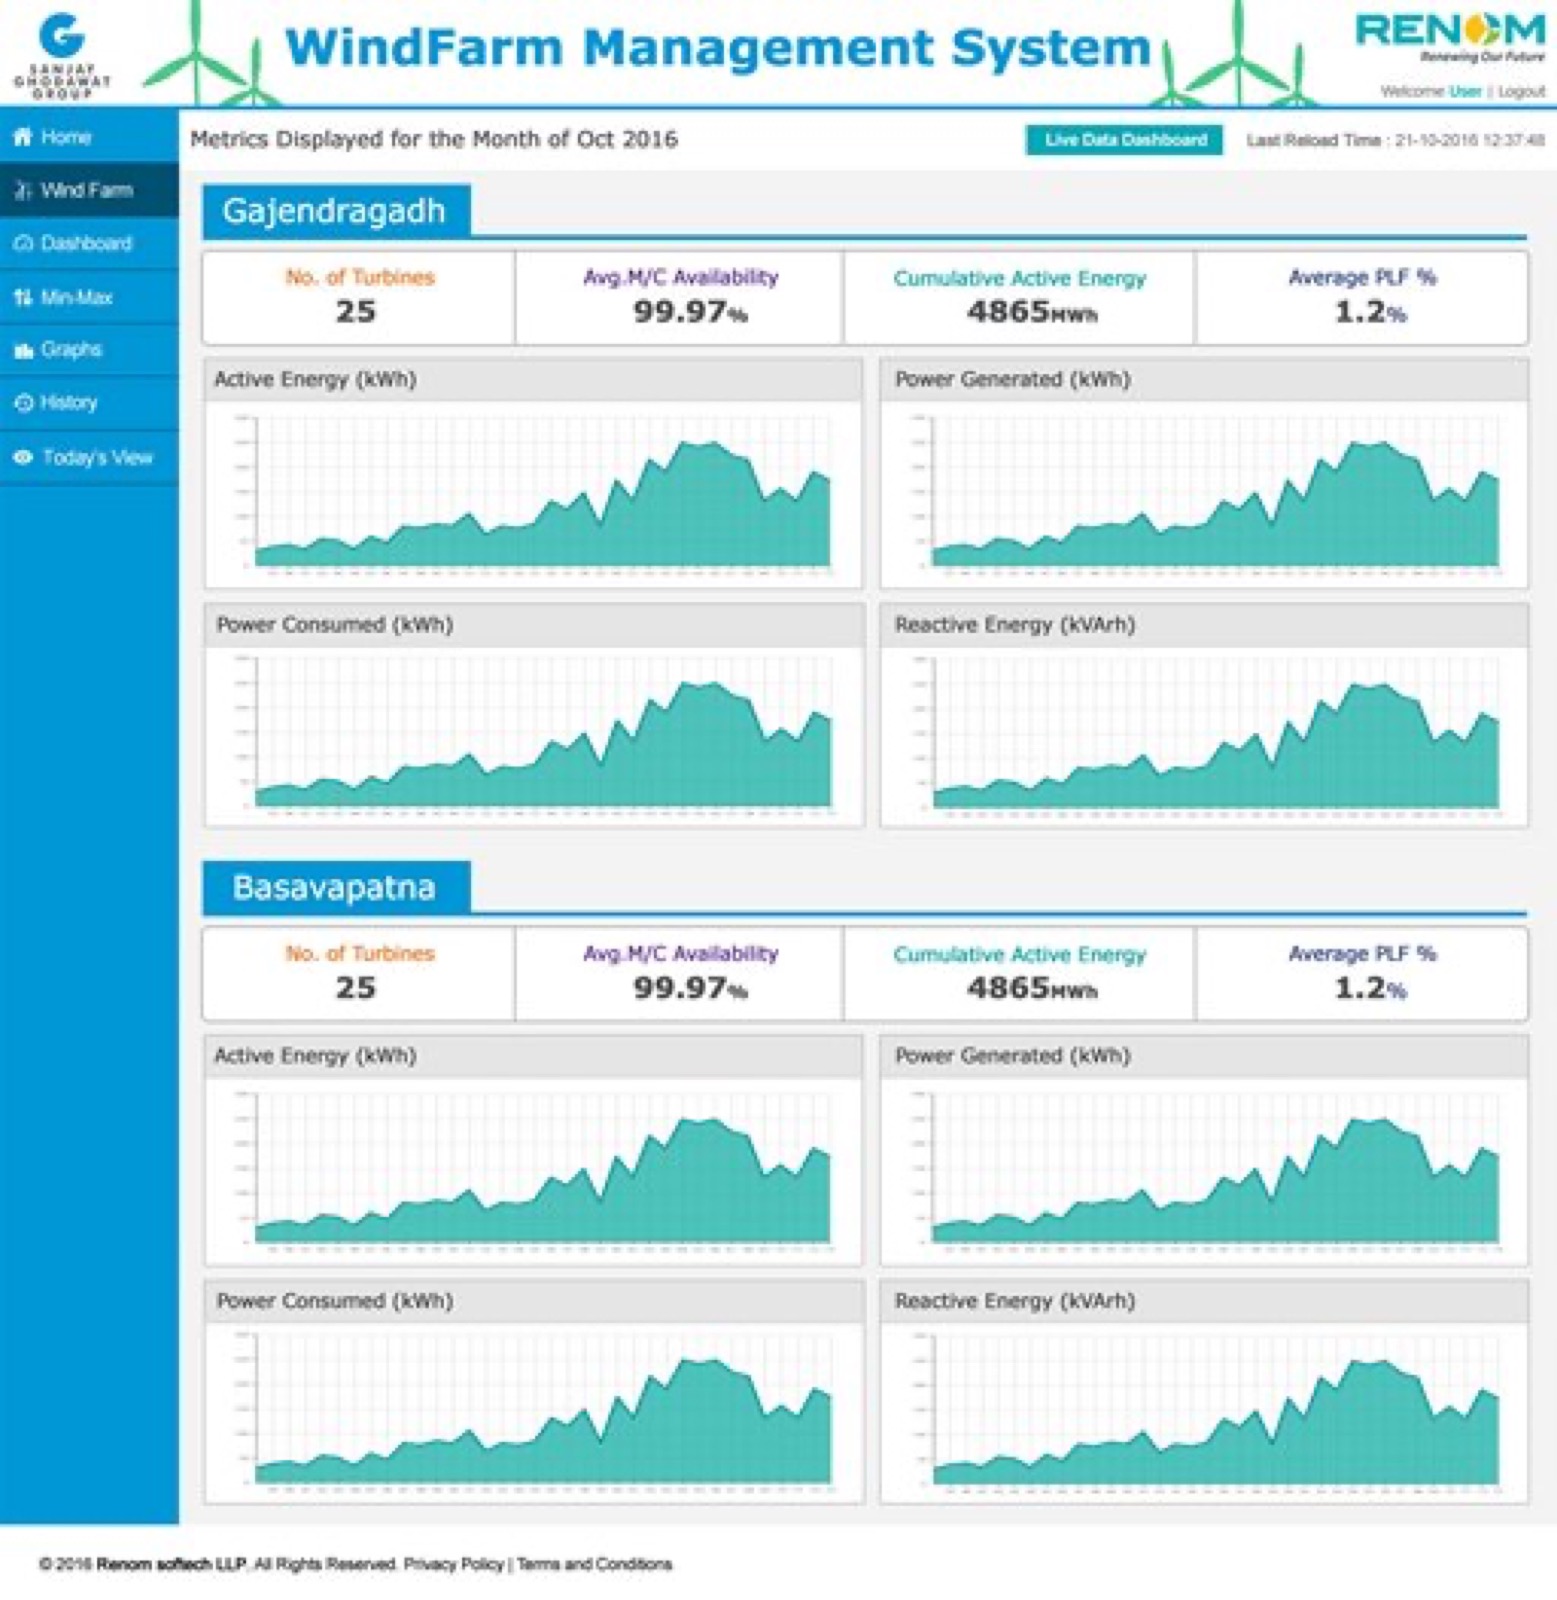 SANJAY
GHODAWAT
GROUP
WindFarm Management System
RENOM
Renewing Our Future
Welcome User | Logout
Home
Wind Farm
Dashboard
Min-Max
Graphs
History
Today's View
Metrics Displayed for the Month of Oct 2016
Live Data Dashboard
Last Reload Time : 21-10-2016 12:37:48
Gajendragadh
No. of Turbines
25
Avg.M/C Availability
99.97%
Cumulative Active Energy
4865MWh
Average PLF %
1.2%
Active Energy (kWh)
Power Generated (kWh)
Power Consumed (kWh)
Reactive Energy (kVArh)
Basavapatna
No. of Turbines
25
Avg.M/C Availability
99.97%
Cumulative Active Energy
4865MWh
Average PLF %
1.2%
Active Energy (kWh)
Power Generated (kWh)
Power Consumed (kWh)
Reactive Energy (kVArh)
© 2016 Renom softech LLP. All Rights Reserved. Privacy Policy | Terms and Conditions